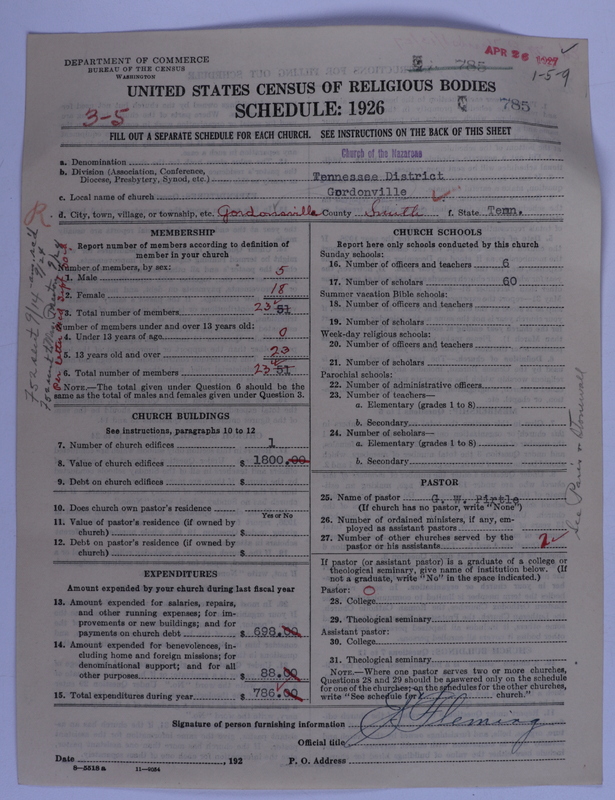 DEPARTMENT OF COMMERCE
BUREAU OF THE CENSUS
WASHINGTON
785
APR 26
1-5-9
UNITED STATES CENSUS OF RELIGIOUS BODIES
SCHEDULE: 1926
785
3-5
FILL OUT A SEPARATE SCHEDULE FOR EACH CHURCH. SEE INSTRUCTIONS ON THE BACK OF THIS SHEET
a. Denomination Church of the Nazarene
b. Division (Association, Conference, Diocese, Presbytery, Synod, etc.) Tennessee District
c. Local name of church Gordonville
d. City, town, village, or township, etc. Gordonsville County Smith f. State Tenn.
R.
MEMBERSHIP
Report number of members according to definition of
member in your church
Number of members, by sex:
1. Male 5
2. Female 18
3. Total number of members 23 51
Number of members under and over 13 years old:
4. Under 13 years of age 0
5. 13 years old and over 23
6. Total number of members 23 51
NOTE.—The total given under Question 6 should be the
same as the total of males and females given under Question 3.
CHURCH BUILDINGS
See instructions, paragraphs 10 to 12
7. Number of church edifices 1
8. Value of church edifices $ 1800.00
9. Debt on church edifices $
10. Does church own pastor's residence
Yes or No
11. Value of pastor's residence (if owned by
church) $
12. Debt on pastor's residence (if owned by
church) $
EXPENDITURES
Amount expended by your church during last fiscal year
13. Amount expended for salaries, repairs,
and other running expenses; for im-
provements or new buildings; and for
payments on church debt $ 698.00
14. Amount expended for benevolences, in-
cluding home and foreign missions; for
denominational support; and for all
other purposes $ 88.00
15. Total expenditures during year $ 786.00
CHURCH SCHOOLS
Report here only schools conducted by this church
Sunday schools:
16. Number of officers and teachers 6
17. Number of scholars 60
Summer vacation Bible schools:
18. Number of officers and teachers
19. Number of scholars
Week-day religious schools:
20. Number of officers and teachers
21. Number of scholars
Parochial schools:
22. Number of administrative officers
23. Number of teachers—
a. Elementary (grades 1 to 8)
b. Secondary
24. Number of scholars—
a. Elementary (grades 1 to 8)
b. Secondary
PASTOR
25. Name of pastor G. W. Pirtle
(If church has no pastor, write "None")
26. Number of ordained ministers, if any, em-
ployed as assistant pastors
27. Number of other churches served by the
pastor or his assistants 2
If pastor (or assistant pastor) is a graduate of a college or
theological seminary, give name of institution below. (If
not a graduate, write "No" in the space indicated.)
Pastor: O
28. College
29. Theological seminary
Assistant pastor:
30. College
31. Theological seminary
NOTE.—Where one pastor serves two or more churches,
Questions 28 and 29 should be answered only on the schedule
for one of the churches; on the schedules for the other churches,
write "See schedule for church."
Signature of person furnishing information Fleming
Official title
Date , 192 P. O. Address
8—5518 a 11—8054